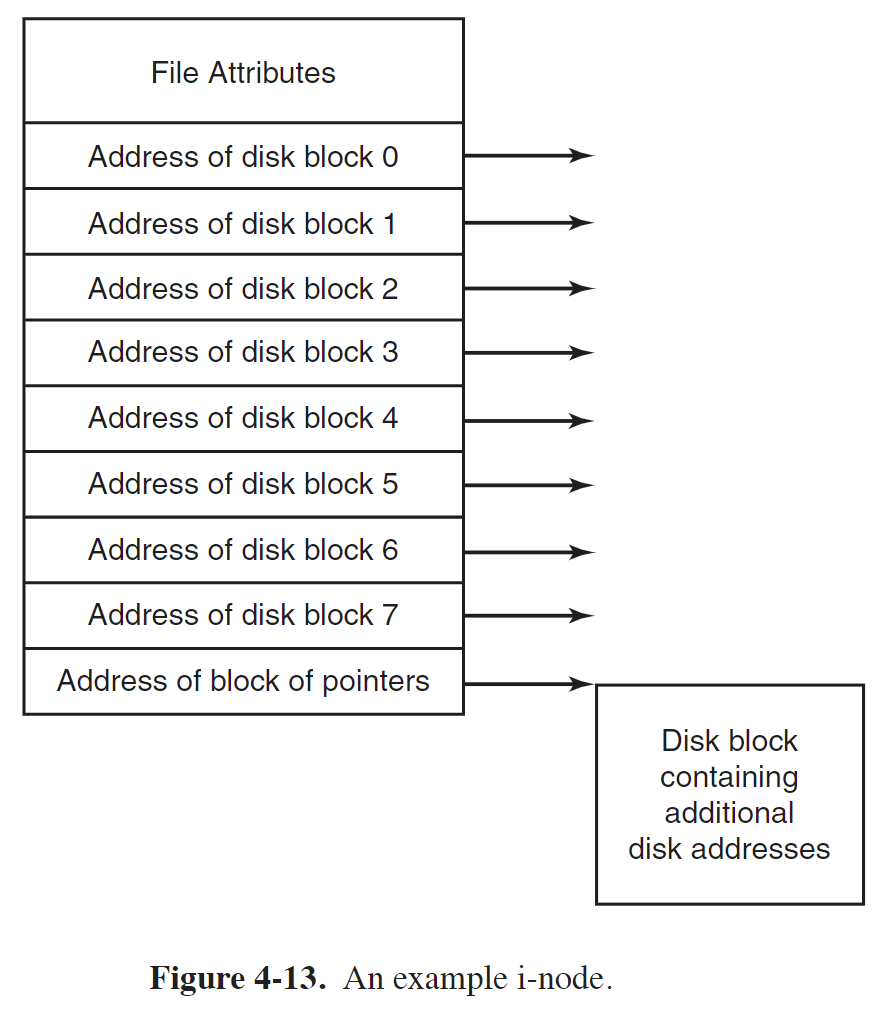 File Attributes
Address of disk block 0
Address of disk block 1
Address of disk block 2
Address of disk block 3
Address of disk block 4
Address of disk block 5
Address of disk block 6
Address of disk block 7
Address of block of pointers
Disk block
containing
additional
disk addresses
Figure 4-13. An example i-node.